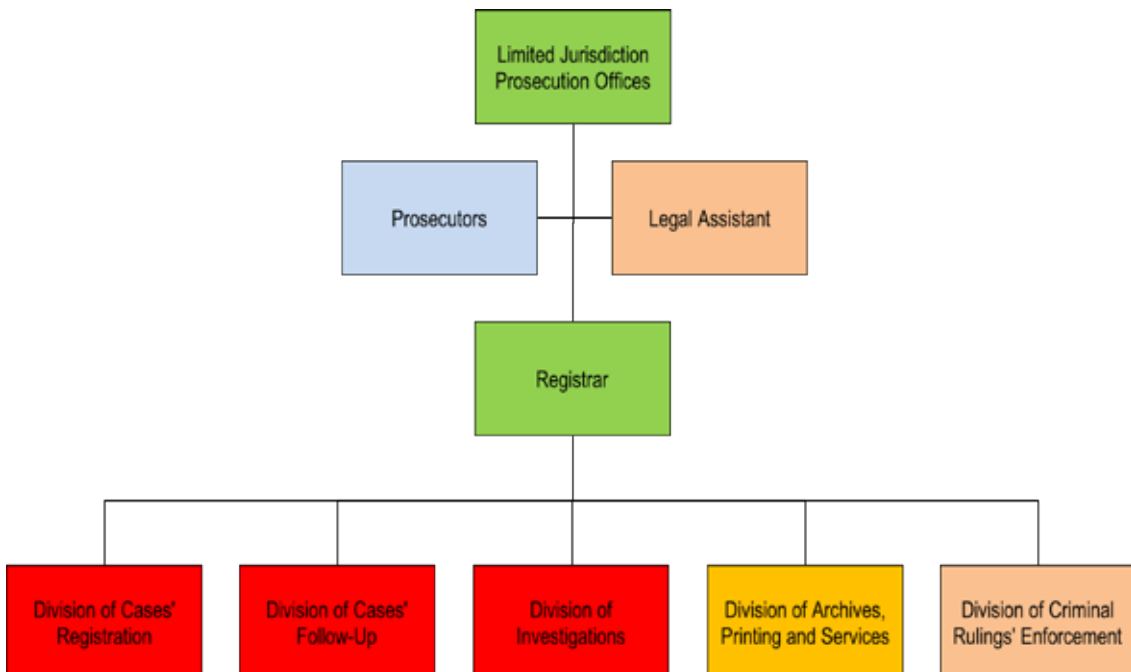 Limited Jurisdiction
Prosecution Offices
Prosecutors
Legal Assistant
Registrar
Division of Cases'
Registration
Division of Cases'
Follow-Up
Division of
Investigations
Division of Archives,
Printing and Services
Division of Criminal
Rulings' Enforcement